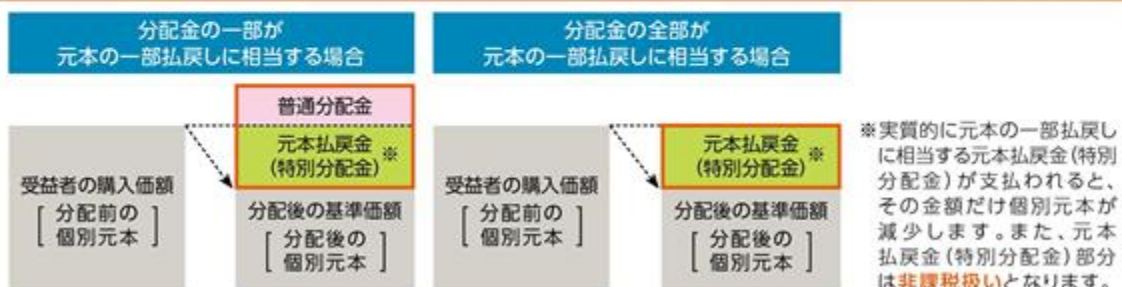 分配金の一部が
元本の一部払戻しに相当する場合
普通分配金
元本払戻金
(特別分配金)
※
受益者の購入価額
分配前の
個別元本
分配後の基準価額
分配後の
個別元本
分配金の全部が
元本の一部払戻しに相当する場合
元本払戻金
(特別分配金)
※
受益者の購入価額
分配前の
個別元本
分配後の基準価額
分配後の
個別元本
※実質的に元本の一部払戻し
に相当する元本払戻金(特別
分配金)が支払われると、
その金額だけ個別元本が
減少します。また、元本
払戻金(特別分配金)部分
は非課税扱いとなります。